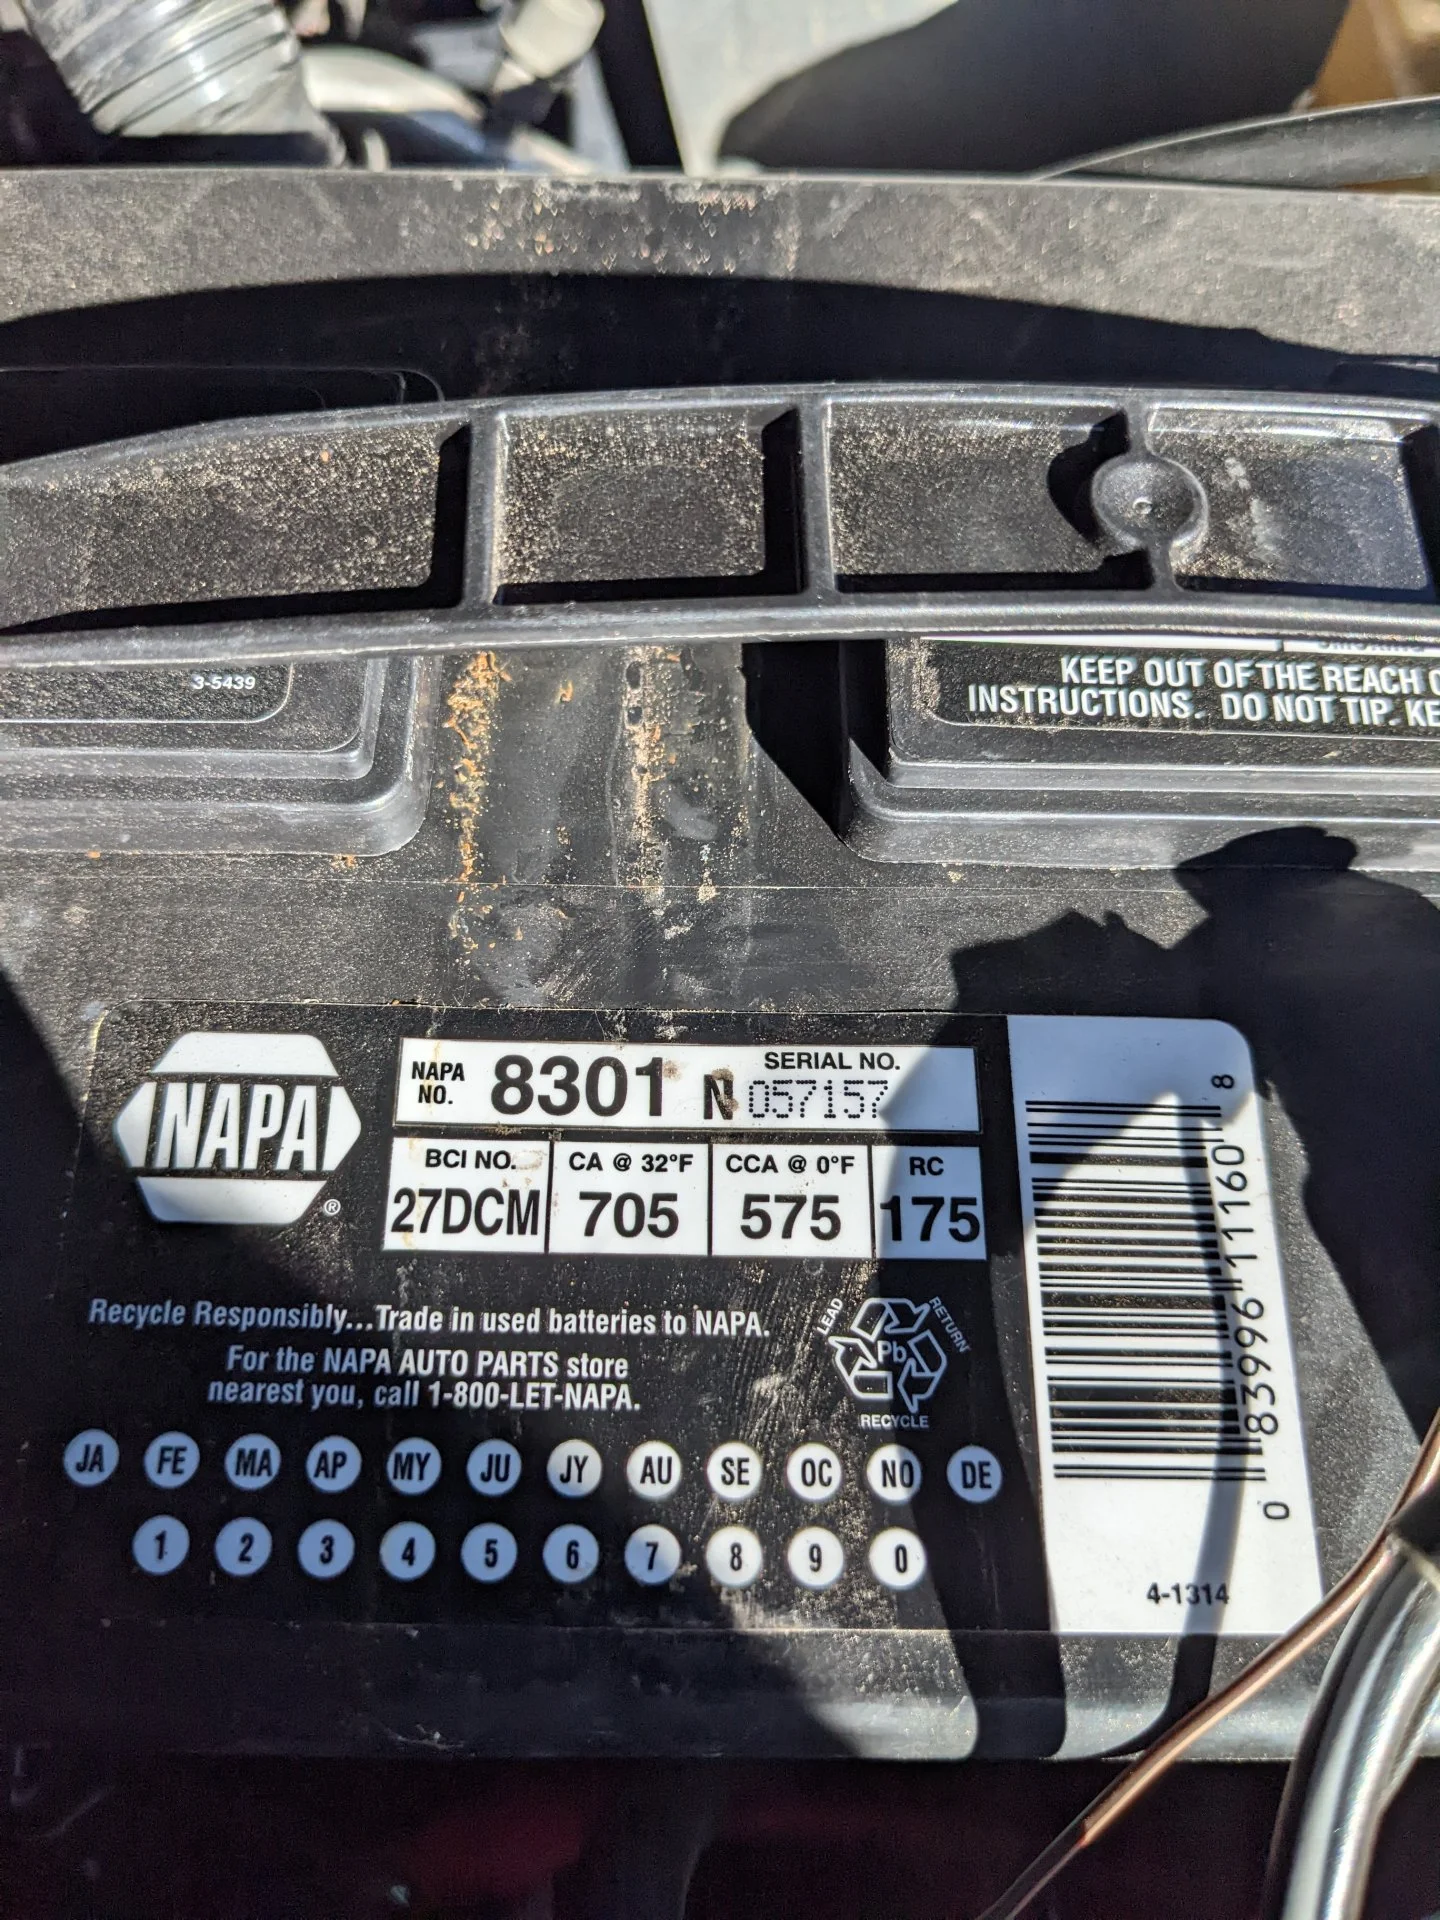 3-5439
KEEP OUT OF THE REACH
INSTRUCTIONS. DO NOT TIP.
NAPA
®
NAPA NO. 8301 N
SERIAL NO.
057157
BCI NO.
27DCM
CA @ 32°F
705
CCA @ 0°F
575
RC
175
Recycle Responsibly...Trade in used batteries to NAPA.
For the NAPA AUTO PARTS store
nearest you, call 1-800-LET-NAPA.
LEAD
RETURN
Pb
RECYCLE
JA FE MA AP MY JU JY AU SE OC NO DE
1 2 3 4 5 6 7 8 9 0
0 83996 11160 8
4-1314